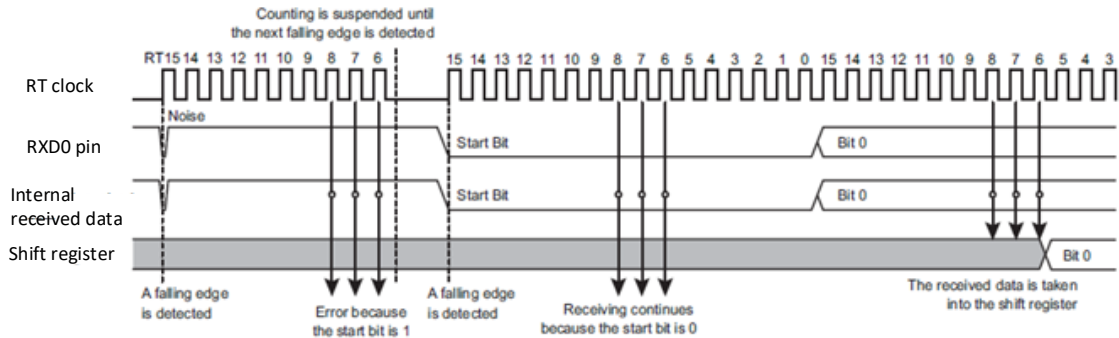 Counting is suspended until
the next falling edge is detected
RT15 14 13 12 11 10 9 8 7 6
15 14 13 12 11 10 9 8 7 6 5 4 3 2 1 0 15 14 13 12 11 10 9 8 7 6 5 4 3
RT clock
Noise
RXD0 pin
Start Bit
Bit 0
Internal
received data
Start Bit
Bit 0
Shift register
Bit 0
A falling edge
is detected
Error because
the start bit is 1
A falling edge
is detected
Receiving continues
because the start bit is 0
The received data is taken
into the shift register